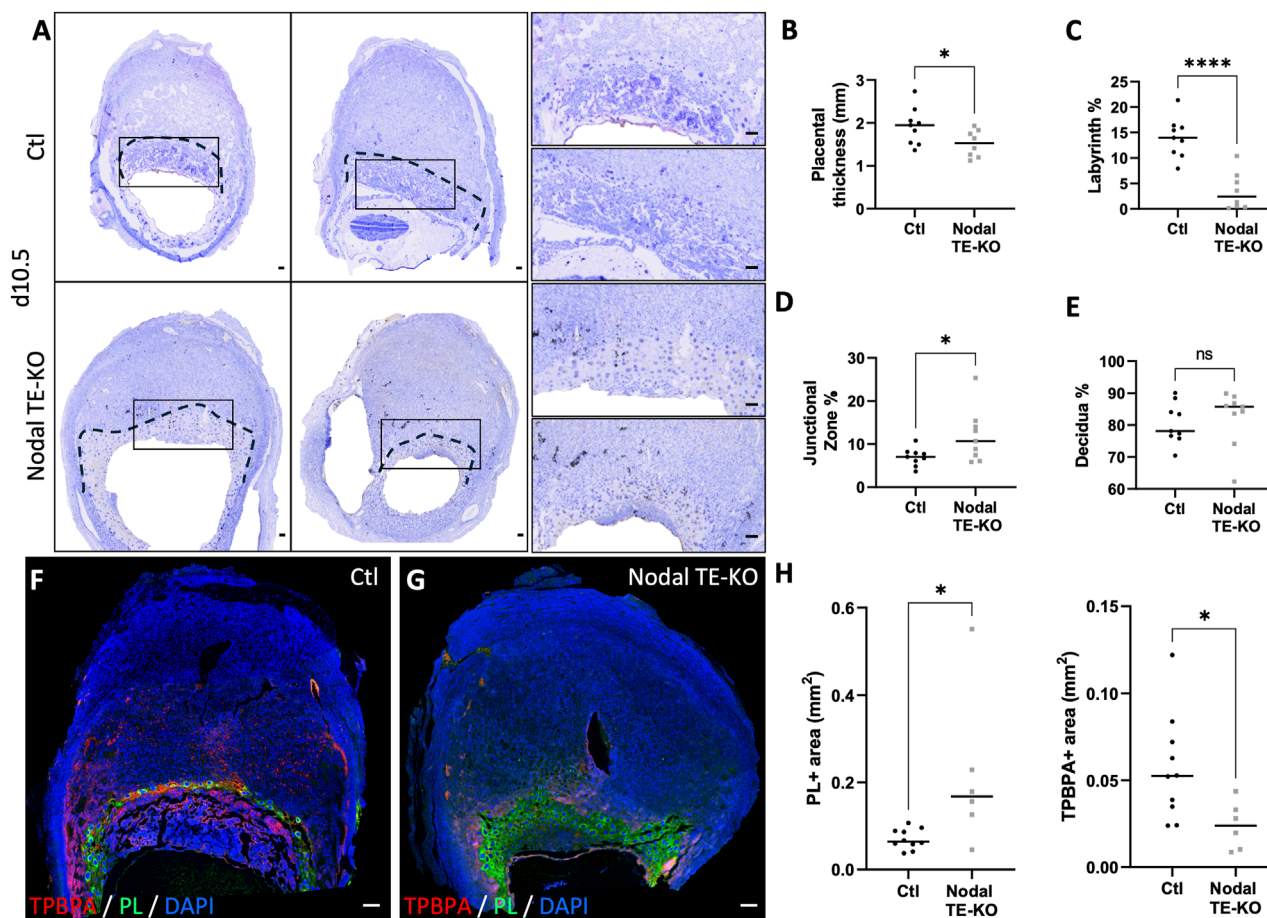 A
d10.5
Ctl
Nodal TE-KO
B
Placental
thickness (mm)
3
2
1
0
*
Ctl
Nodal
TE-KO
C
Labyrinth %
25
20
15
10
5
0
****
Ctl
Nodal
TE-KO
D
Junctional
Zone %
30
20
10
0
*
Ctl
Nodal
TE-KO
E
Decidua %
100
90
80
70
60
ns
Ctl
Nodal
TE-KO
F
Ctl
TPBPA / PL / DAPI
G
Nodal TE-KO
TPBPA / PL / DAPI
H
PL+ area (mm²)
0.6
0.4
0.2
0.0
*
Ctl
Nodal
TE-KO
TPBPA+ area (mm²)
0.15
0.10
0.05
0.00
*
Ctl
Nodal
TE-KO